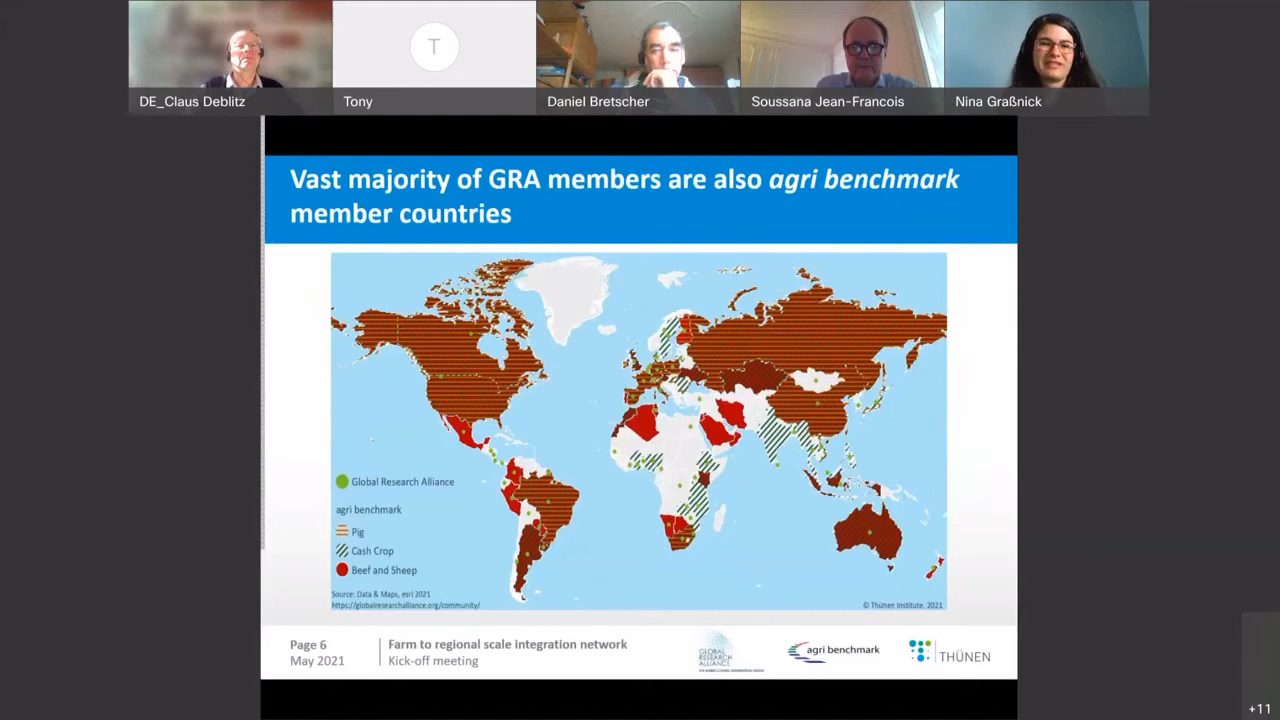 T
DE_Claus Deblitz
Tony
Daniel Bretscher
Soussana Jean-Francois
Nina Graßnick
Vast majority of GRA members are also agri benchmark
member countries
Global Research Alliance
agri benchmark
Pig
Cash Crop
Beef and Sheep
Source: Data & Maps, esri 2021
https://globalresearchalliance.org/community/
© Thünen Institute, 2021
Page 6
May 2021
Farm to regional scale integration network
Kick-off meeting
GLOBAL
RESEARCH
ALLIANCE
agri benchmark
THÜNEN
+11